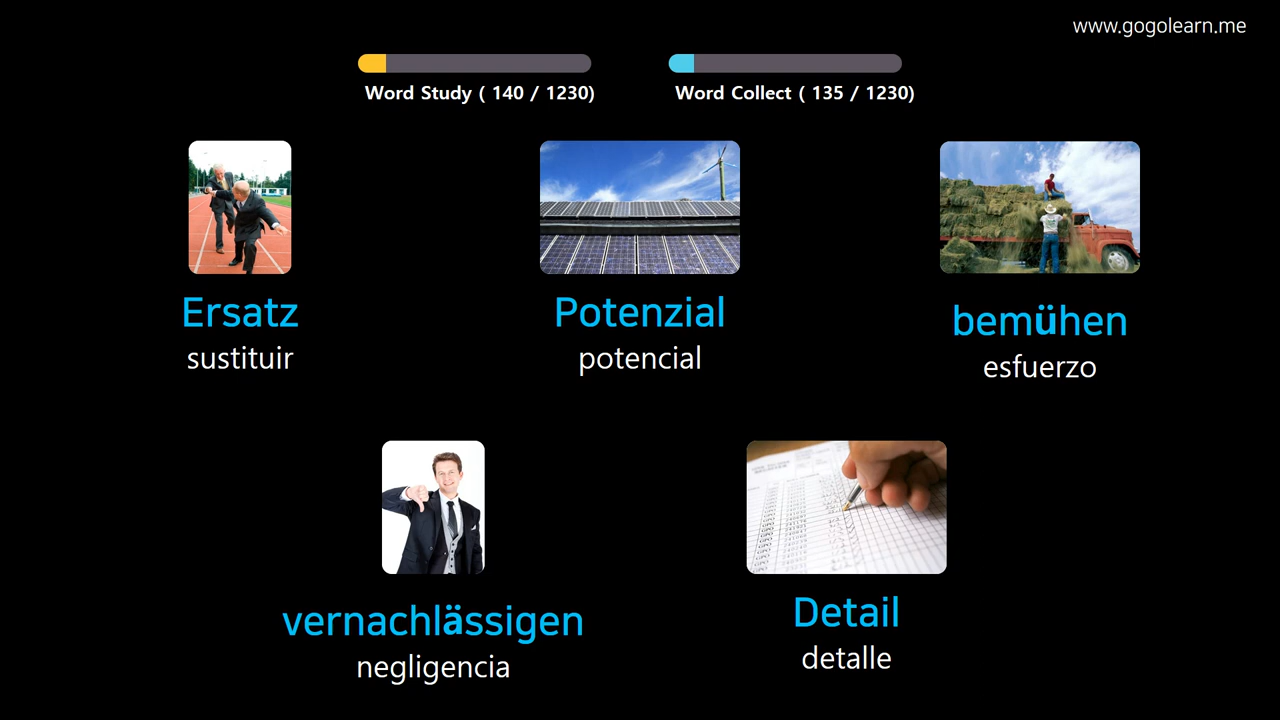 www.gogolearn.me
Word Study ( 140 / 1230)
Word Collect ( 135 / 1230)
Ersatz
sustituir
Potenzial
potencial
bemühen
esfuerzo
vernachlässigen
negligencia
Detail
detalle